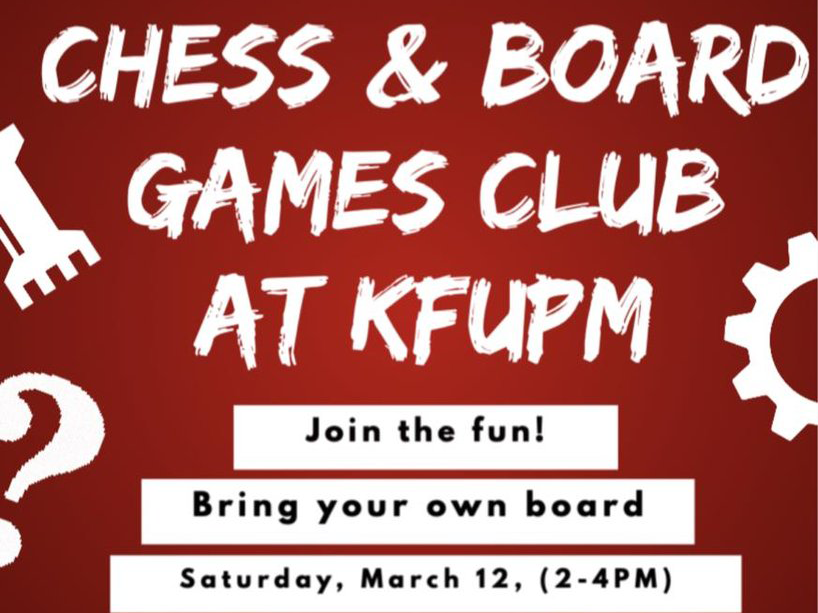 CHESS & BOARD
GAMES CLUB
AT KFUPM
Join the fun!
Bring your own board
Saturday, March 12, (2-4PM)